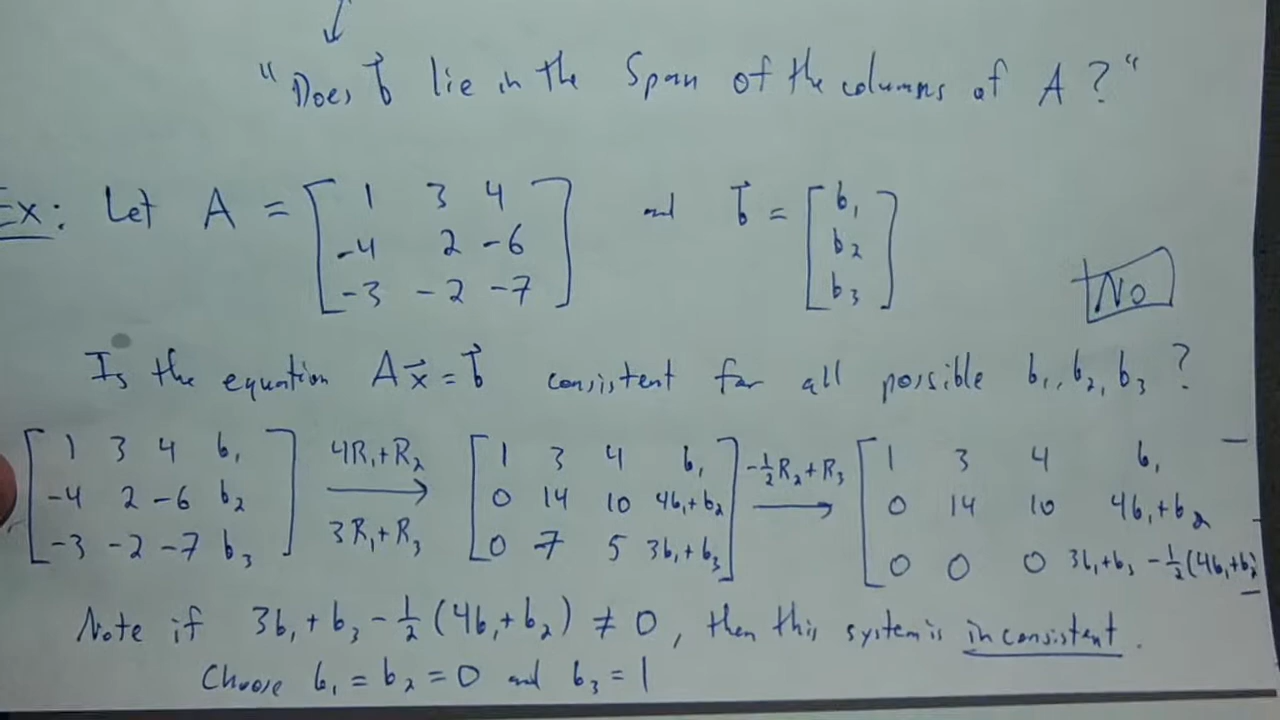 "Does b⃗ lie in the Span of the columns of A?"
Ex: Let A = [1 3 4; -4 2 -6; -3 -2 -7] and b⃗ = [b₁; b₂; b₃]
No
Is the equation Ax⃗ = b⃗ consistent for all possible b₁, b₂, b₃?
[1 3 4 b₁; -4 2 -6 b₂; -3 -2 -7 b₃] 4R₁+R₂ 3R₁+R₃ → [1 3 4 b₁; 0 14 10 4b₁+b₂; 0 7 5 3b₁+b₃] -½R₂+R₃ → [1 3 4 b₁; 0 14 10 4b₁+b₂; 0 0 0 3b₁+b₃-½(4b₁+b₂)
Note if 3b₁+b₃-½(4b₁+b₂) ≠ 0, then this system is inconsistent.
Choose b₁ = b₂ = 0 and b₃ = 1